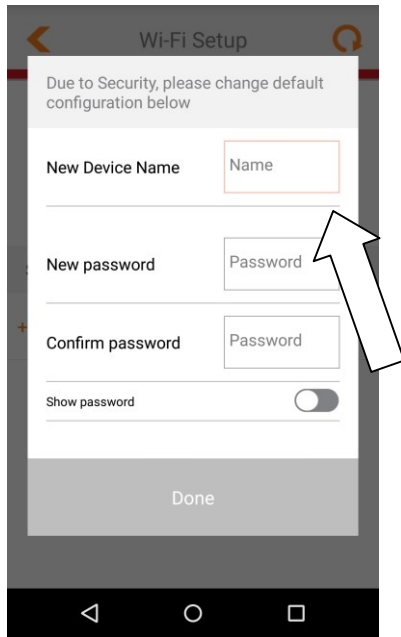 Wi-Fi Setup
Due to Security, please change default
configuration below
New Device Name
Name
New password
Password
Confirm password
Password
Show password
Done